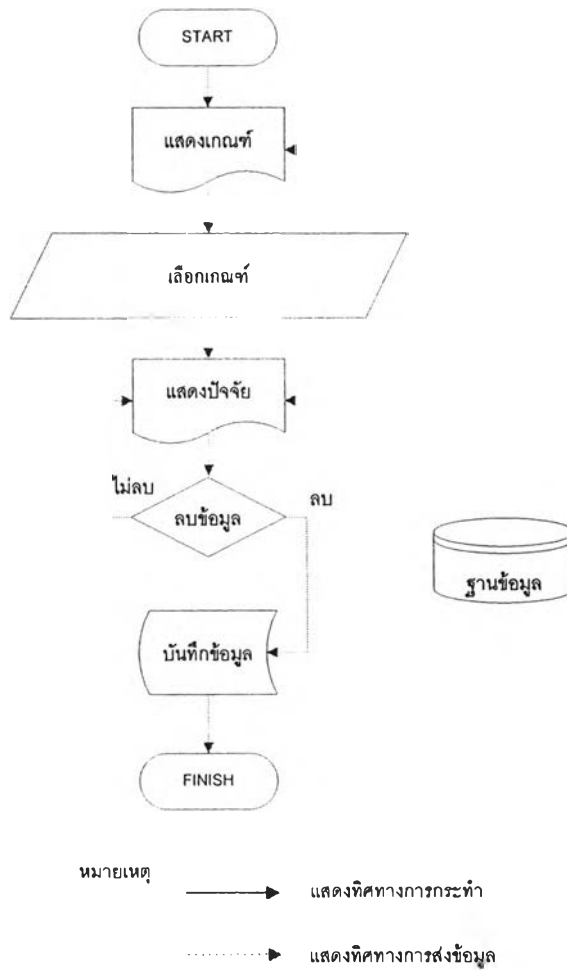 START
แสดงเกณฑ์
เลือกเกณฑ์
แสดงปัจจัย
ไม่ลบ
ลบ
ลบข้อมูล
ฐานข้อมูล
บันทึกข้อมูล
FINISH
หมายเหตุ
แสดงทิศทางการกระทำ
แสดงทิศทางการส่งข้อมูล